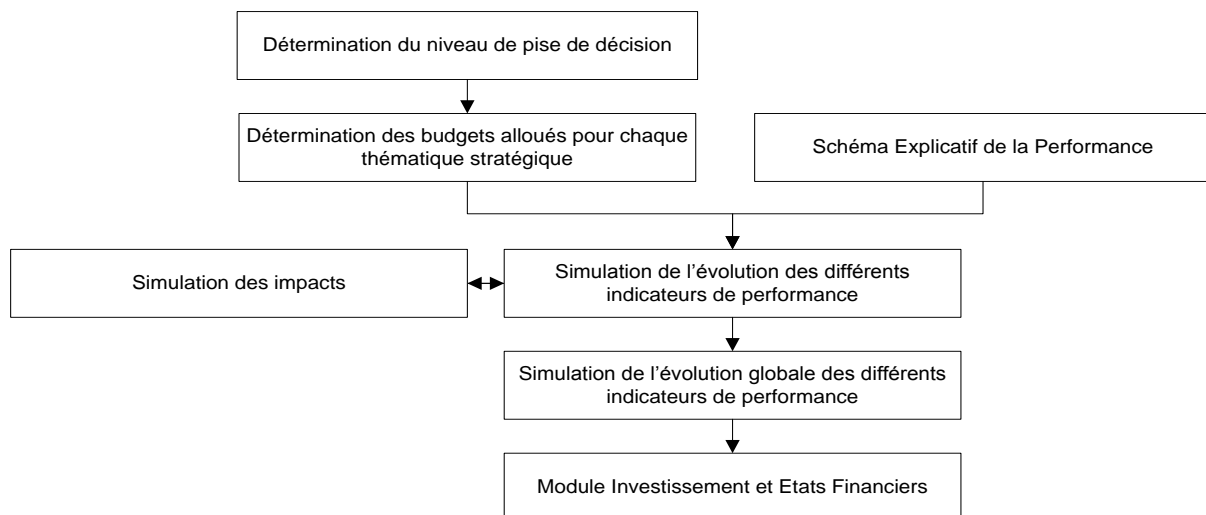 Détermination du niveau de pise de décision
Détermination des budgets alloués pour chaque
thématique stratégique
Schéma Explicatif de la Performance
Simulation des impacts
Simulation de l’évolution des différents
indicateurs de performance
Simulation de l’évolution globale des différents
indicateurs de performance
Module Investissement et Etats Financiers